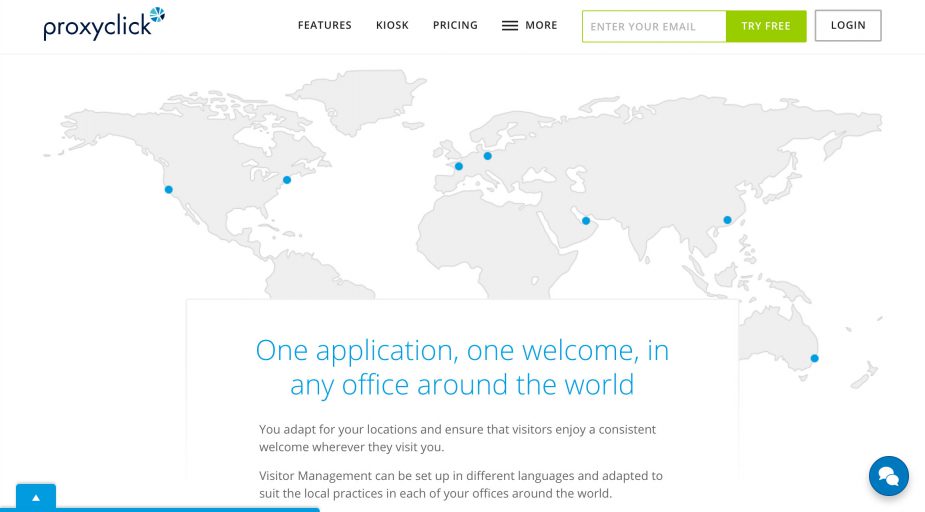 proxyclick
FEATURES
KIOSK
PRICING
MORE
ENTER YOUR EMAIL
TRY FREE
LOGIN
One application, one welcome, in
any office around the world
You adapt for your locations and ensure that visitors enjoy a consistent
welcome wherever they visit you.
Visitor Management can be set up in different languages and adapted to
suit the local practices in each of your offices around the world.